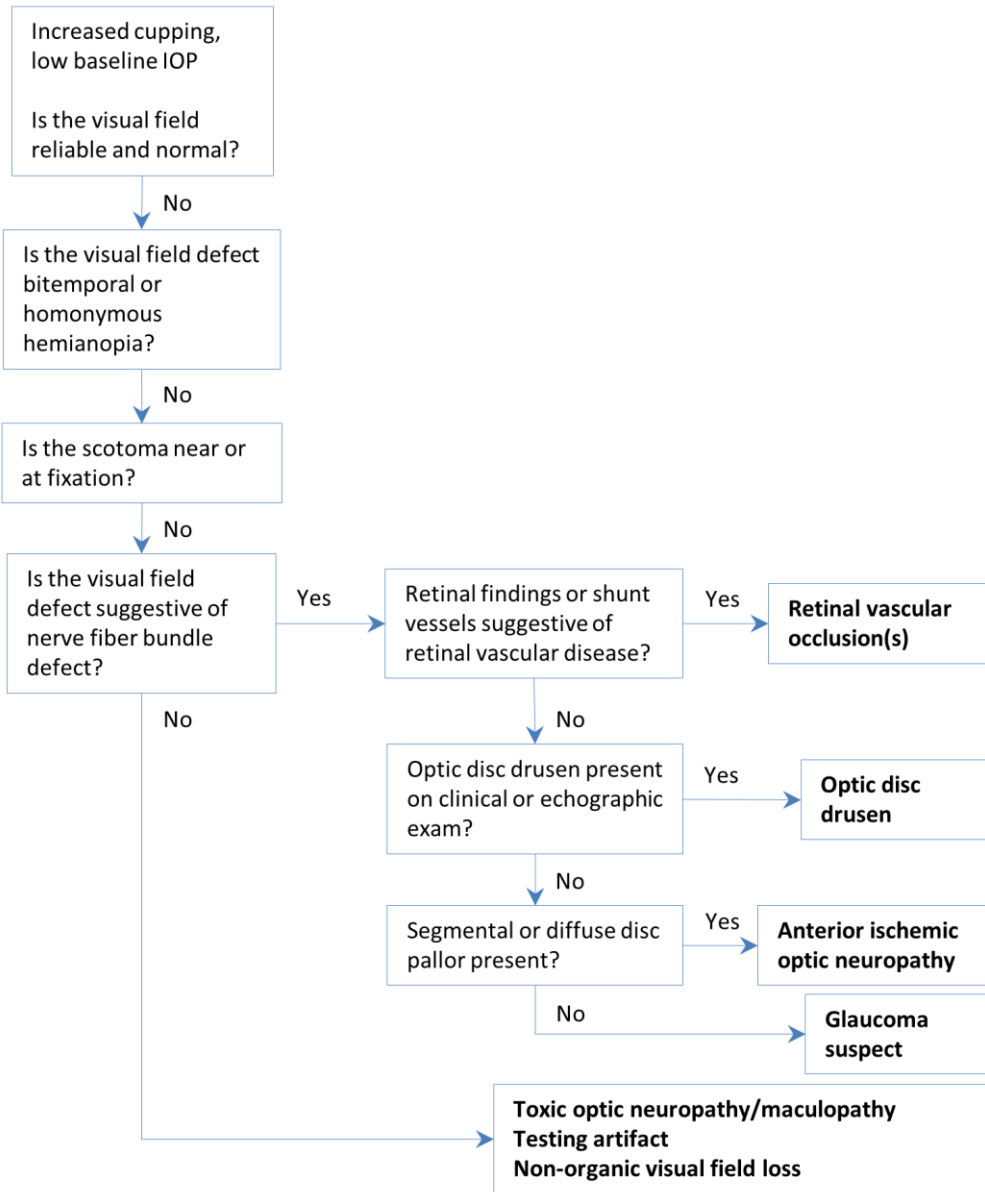 Increased cupping,
low baseline IOP
Is the visual field
reliable and normal?
No
Is the visual field defect
bitemporal or
homonymous
hemianopia?
No
Is the scotoma near or
at fixation?
No
Is the visual field
defect suggestive of
nerve fiber bundle
defect?
Yes
Retinal findings or shunt
vessels suggestive of
retinal vascular disease?
Yes
Retinal vascular
occlusion(s)
No
No
Optic disc drusen present
on clinical or echographic
exam?
Yes
Optic disc
drusen
No
Segmental or diffuse disc
pallor present?
Yes
Anterior ischemic
optic neuropathy
No
Glaucoma
suspect
Toxic optic neuropathy/maculopathy
Testing artifact
Non-organic visual field loss